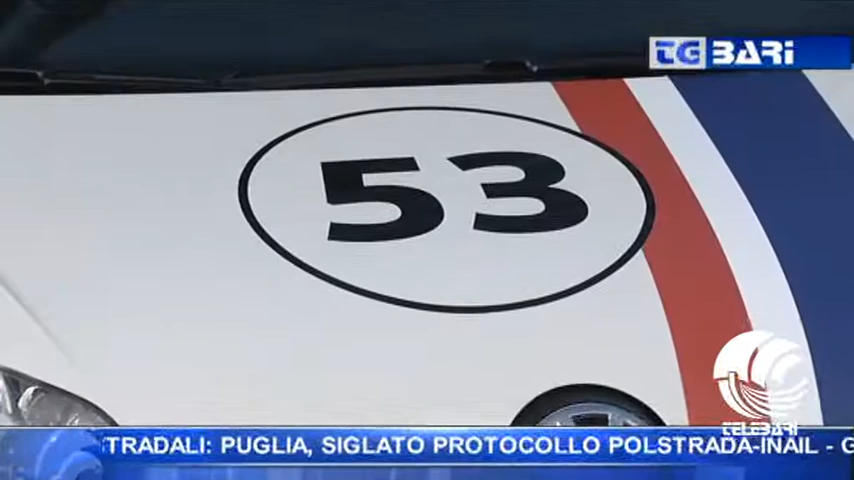 TG BARI
53
TRADALI: PUGLIA, SIGLATO PROTOCOLLO POLSTRADA-INAIL - G
TELEBARI